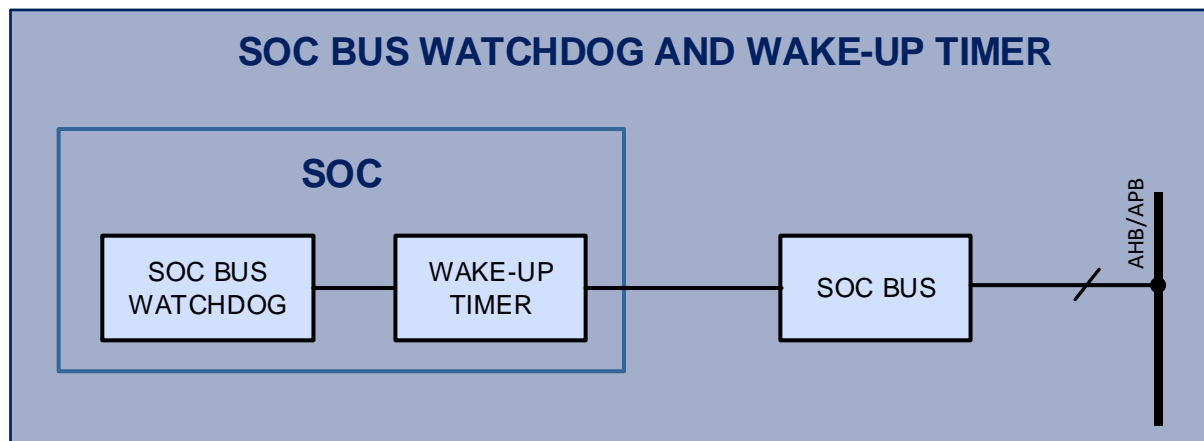 SOC BUS WATCHDOG AND WAKE-UP TIMER
SOC
SOC BUS
WATCHDOG
WAKE-UP
TIMER
SOC BUS
AHB/APB